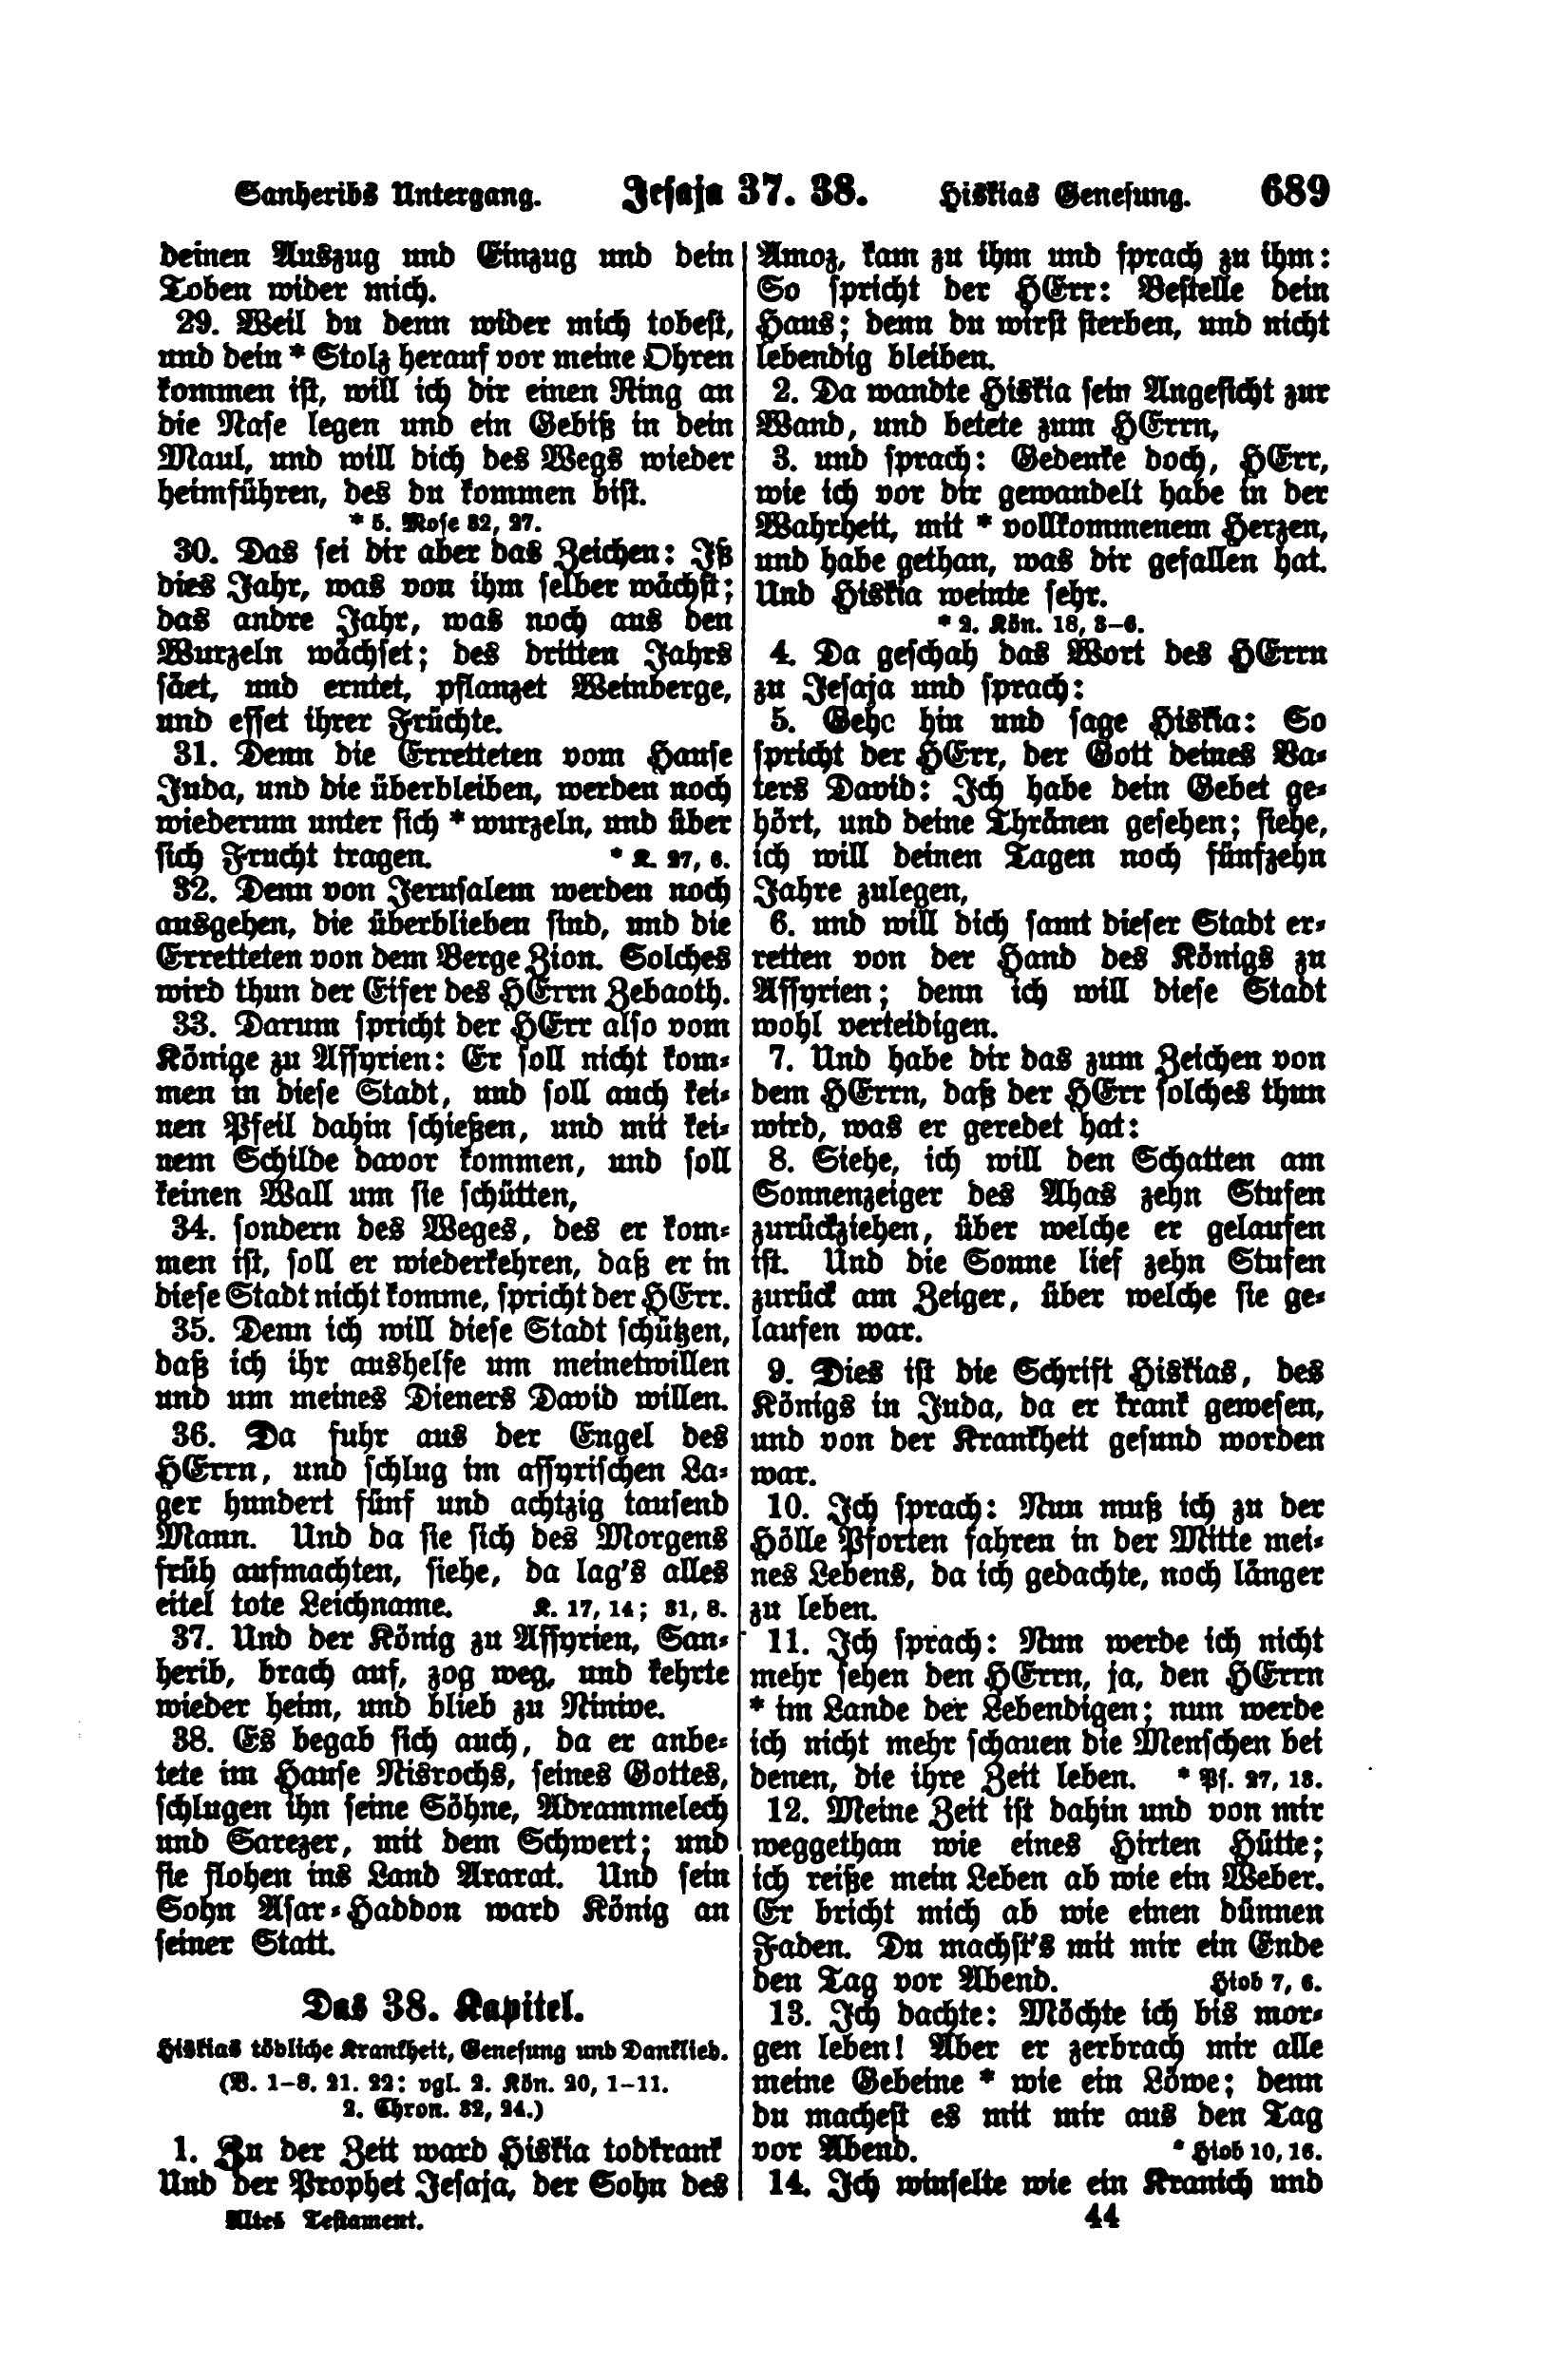 Sanheribs Untergang. Jesaja 37. 38. Hiskias Genesung. 689
deinen Auszug und Einzug und dein
Toben wider mich.
29. Weil du denn wider mich tobest,
und dein * Stolz herauf vor meine Ohren
kommen ist, will ich dir einen Ring an
die Nase legen und ein Gebiß in dein
Maul, und will dich des Wegs wieder
heimführen, des du kommen bist.
* 5. Mose 32, 27.
30. Das sei dir aber das Zeichen: Iß
dies Jahr, was von ihm selber wächst;
das andre Jahr, was noch aus den
Wurzeln wächset; des dritten Jahrs
säet, und erntet, pflanzet Weinberge,
und esset ihrer Früchte.
31. Denn die Erretteten vom Hause
Juda, und die überbleiben, werden noch
wiederum unter sich * wurzeln, und über
sich Frucht tragen. * K. 27, 6.
32. Denn von Jerusalem werden noch
ausgehen, die überblieben sind, und die
Erretteten von dem Berge Zion. Solches
wird thun der Eifer des HErrn Zebaoth.
33. Darum spricht der HErr also vom
Könige zu Assyrien: Er soll nicht kom-
men in diese Stadt, und soll auch kei-
nen Pfeil dahin schießen, und mit kei-
nem Schilde davor kommen, und soll
keinen Wall um sie schütten,
34. sondern des Weges, des er kom-
men ist, soll er wiederkehren, daß er in
diese Stadt nicht komme, spricht der HErr.
35. Denn ich will diese Stadt schützen,
daß ich ihr aushelfe um meinetwillen
und um meines Dieners David willen.
36. Da fuhr aus der Engel des
HErrn, und schlug im assyrischen La-
ger hundert fünf und achtzig tausend
Mann. Und da sie sich des Morgens
früh aufmachten, siehe, da lag's alles
eitel tote Leichname. K. 17, 14; 31, 8.
37. Und der König zu Assyrien, San-
herib, brach auf, zog weg, und kehrte
wieder heim, und blieb zu Ninive.
38. Es begab sich auch, da er anbe-
tete im Hause Nisrochs, seines Gottes,
schlugen ihn seine Söhne, Adrammelech
und Sarezer, mit dem Schwert; und
sie flohen ins Land Ararat. Und sein
Sohn Asar-Haddon ward König an
seiner Statt.
Das 38. Kapitel.
Hiskias tödliche Krankheit, Genesung und Danklied.
(V. 1–8. 21. 22: vgl. 2. Kön. 20, 1–11.
2. Chron. 32, 24.)
1. Zu der Zeit ward Hiskia todkrank
Und der Prophet Jesaja, der Sohn des
Altes Testament.
Amoz, kam zu ihm und sprach zu ihm:
So spricht der HErr: Bestelle dein
Haus; denn du wirst sterben, und nicht
lebendig bleiben.
2. Da wandte Hiskia sein Angesicht zur
Wand, und betete zum HErrn,
3. und sprach: Gedenke doch, HErr,
wie ich vor dir gewandelt habe in der
Wahrheit, mit * vollkommenem Herzen,
und habe gethan, was dir gefallen hat.
Und Hiskia weinte sehr.
* 2. Kön. 18, 3–6.
4. Da geschah das Wort des HErrn
zu Jesaja und sprach:
5. Gehe hin und sage Hiskia: So
spricht der HErr, der Gott deines Va-
ters David: Ich habe dein Gebet ge-
hört, und deine Thränen gesehen; siehe,
ich will deinen Tagen noch fünfzehn
Jahre zulegen,
6. und will dich samt dieser Stadt er-
retten von der Hand des Königs zu
Assyrien; denn ich will diese Stadt
wohl verteidigen.
7. Und habe dir das zum Zeichen von
dem HErrn, daß der HErr solches thun
wird, was er geredet hat:
8. Siehe, ich will den Schatten am
Sonnenzeiger des Ahas zehn Stufen
zurückziehen, über welche er gelaufen
ist. Und die Sonne lief zehn Stufen
zurück am Zeiger, über welche sie ge-
laufen war.
9. Dies ist die Schrift Hiskias, des
Königs in Juda, da er krank gewesen,
und von der Krankheit gesund worden
war.
10. Ich sprach: Nun muß ich zu der
Hölle Pforten fahren in der Mitte mei-
nes Lebens, da ich gedachte, noch länger
zu leben.
11. Ich sprach: Nun werde ich nicht
mehr sehen den HErrn, ja, den HErrn
* im Lande der Lebendigen; nun werde
ich nicht mehr schauen die Menschen bei
denen, die ihre Zeit leben. * Ps. 27, 13.
12. Meine Zeit ist dahin und von mir
weggethan wie eines Hirten Hütte;
ich reiße mein Leben ab wie ein Weber.
Er bricht mich ab wie einen dünnen
Faden. Du machst's mit mir ein Ende
den Tag vor Abend. Hiob 7, 6.
13. Ich dachte: Möchte ich bis mor-
gen leben! Aber er zerbrach mir alle
meine Gebeine * wie ein Löwe; denn
du machest es mit mir aus den Tag
vor Abend. * Hiob 10, 16.
14. Ich winselte wie ein Kranich und
44